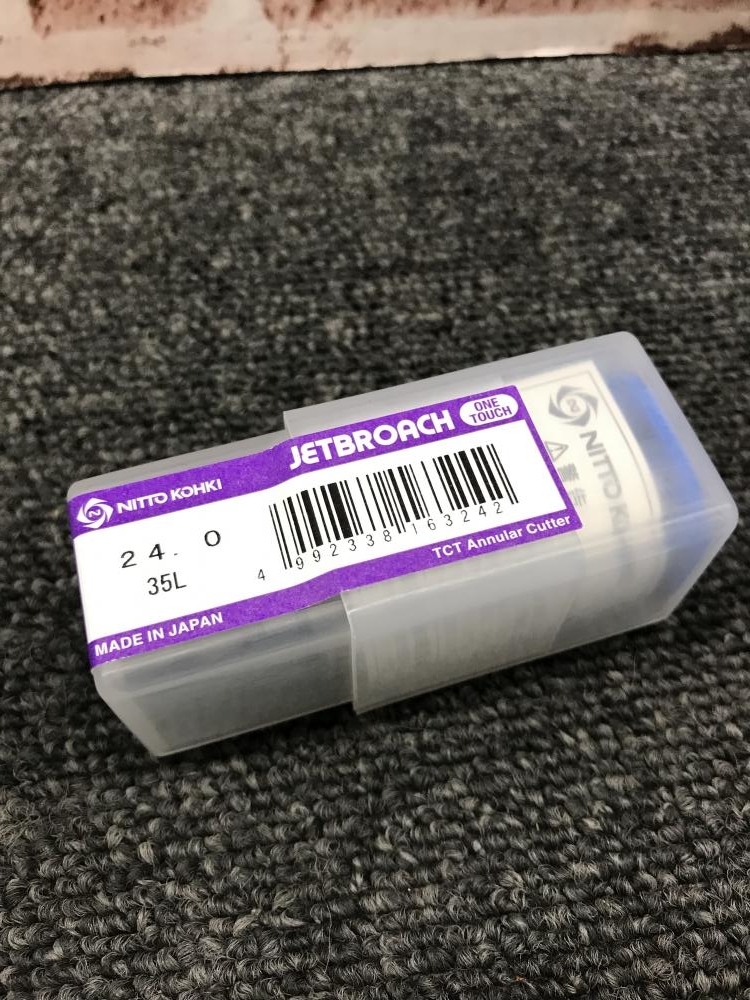 JETBROACH
ONE
TOUCH
NITTO KOHKI
24.0
35L
4 992338 163242
TCT Annular Cutter
MADE IN JAPAN
NITTO K